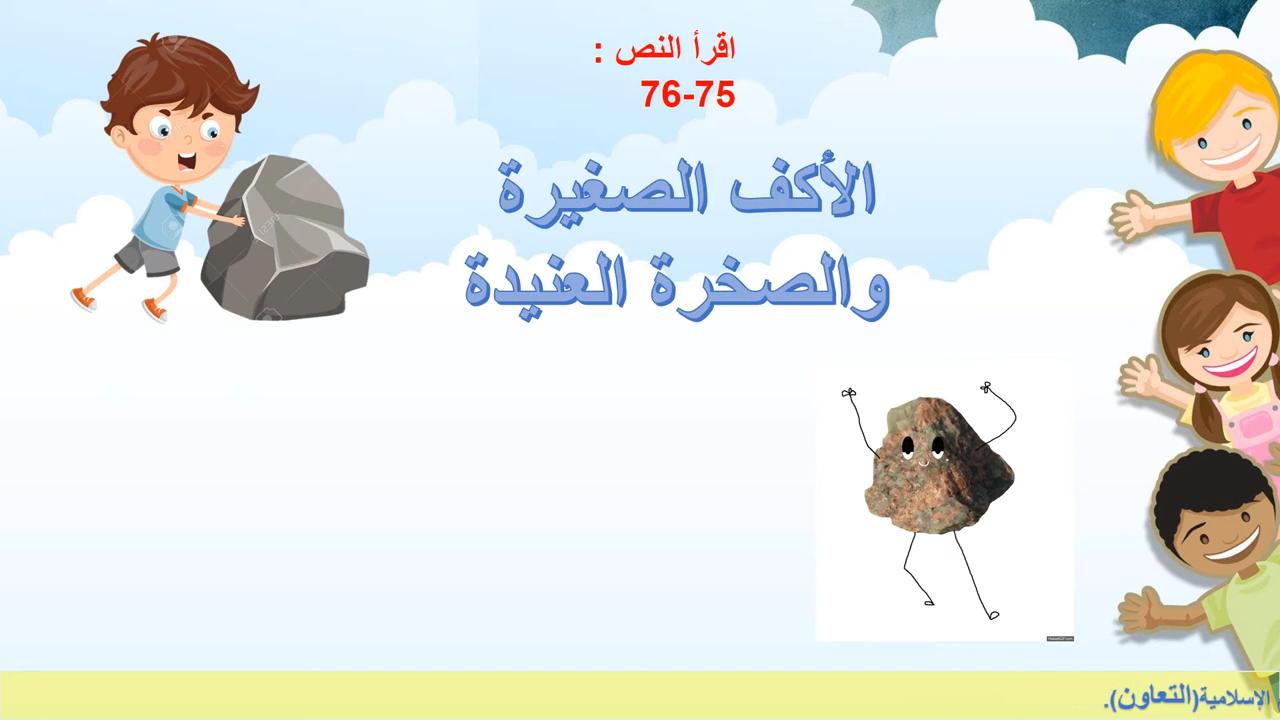 اقرأ النص :
76-75
الأكف الصغيرة
والصخرة العنيدة
الإسلامية(التعاون).